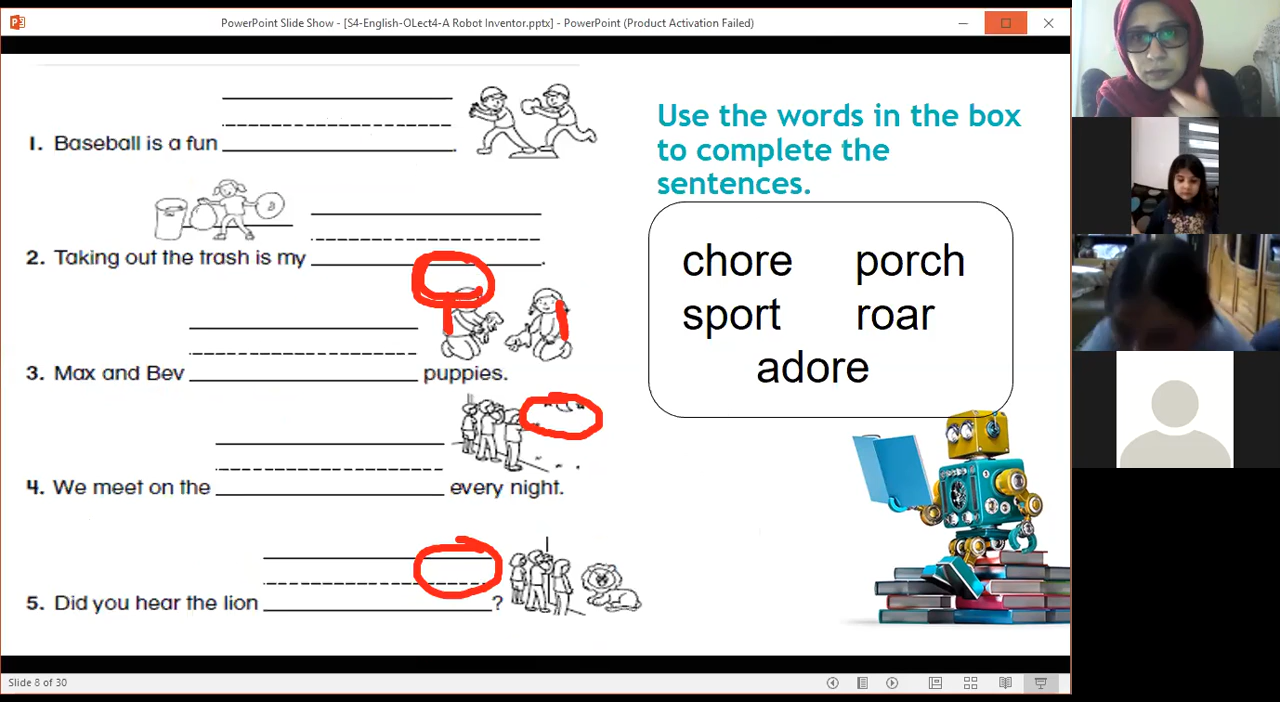 PowerPoint Slide Show - [S4-English-OLect4-A Robot Inventor.pptx] - PowerPoint (Product Activation Failed)
1. Baseball is a fun .
2. Taking out the trash is my .
3. Max and Bev puppies.
4. We meet on the every night.
5. Did you hear the lion ?
Use the words in the box
to complete the
sentences.
chore porch
sport roar
adore
Slide 8 of 30